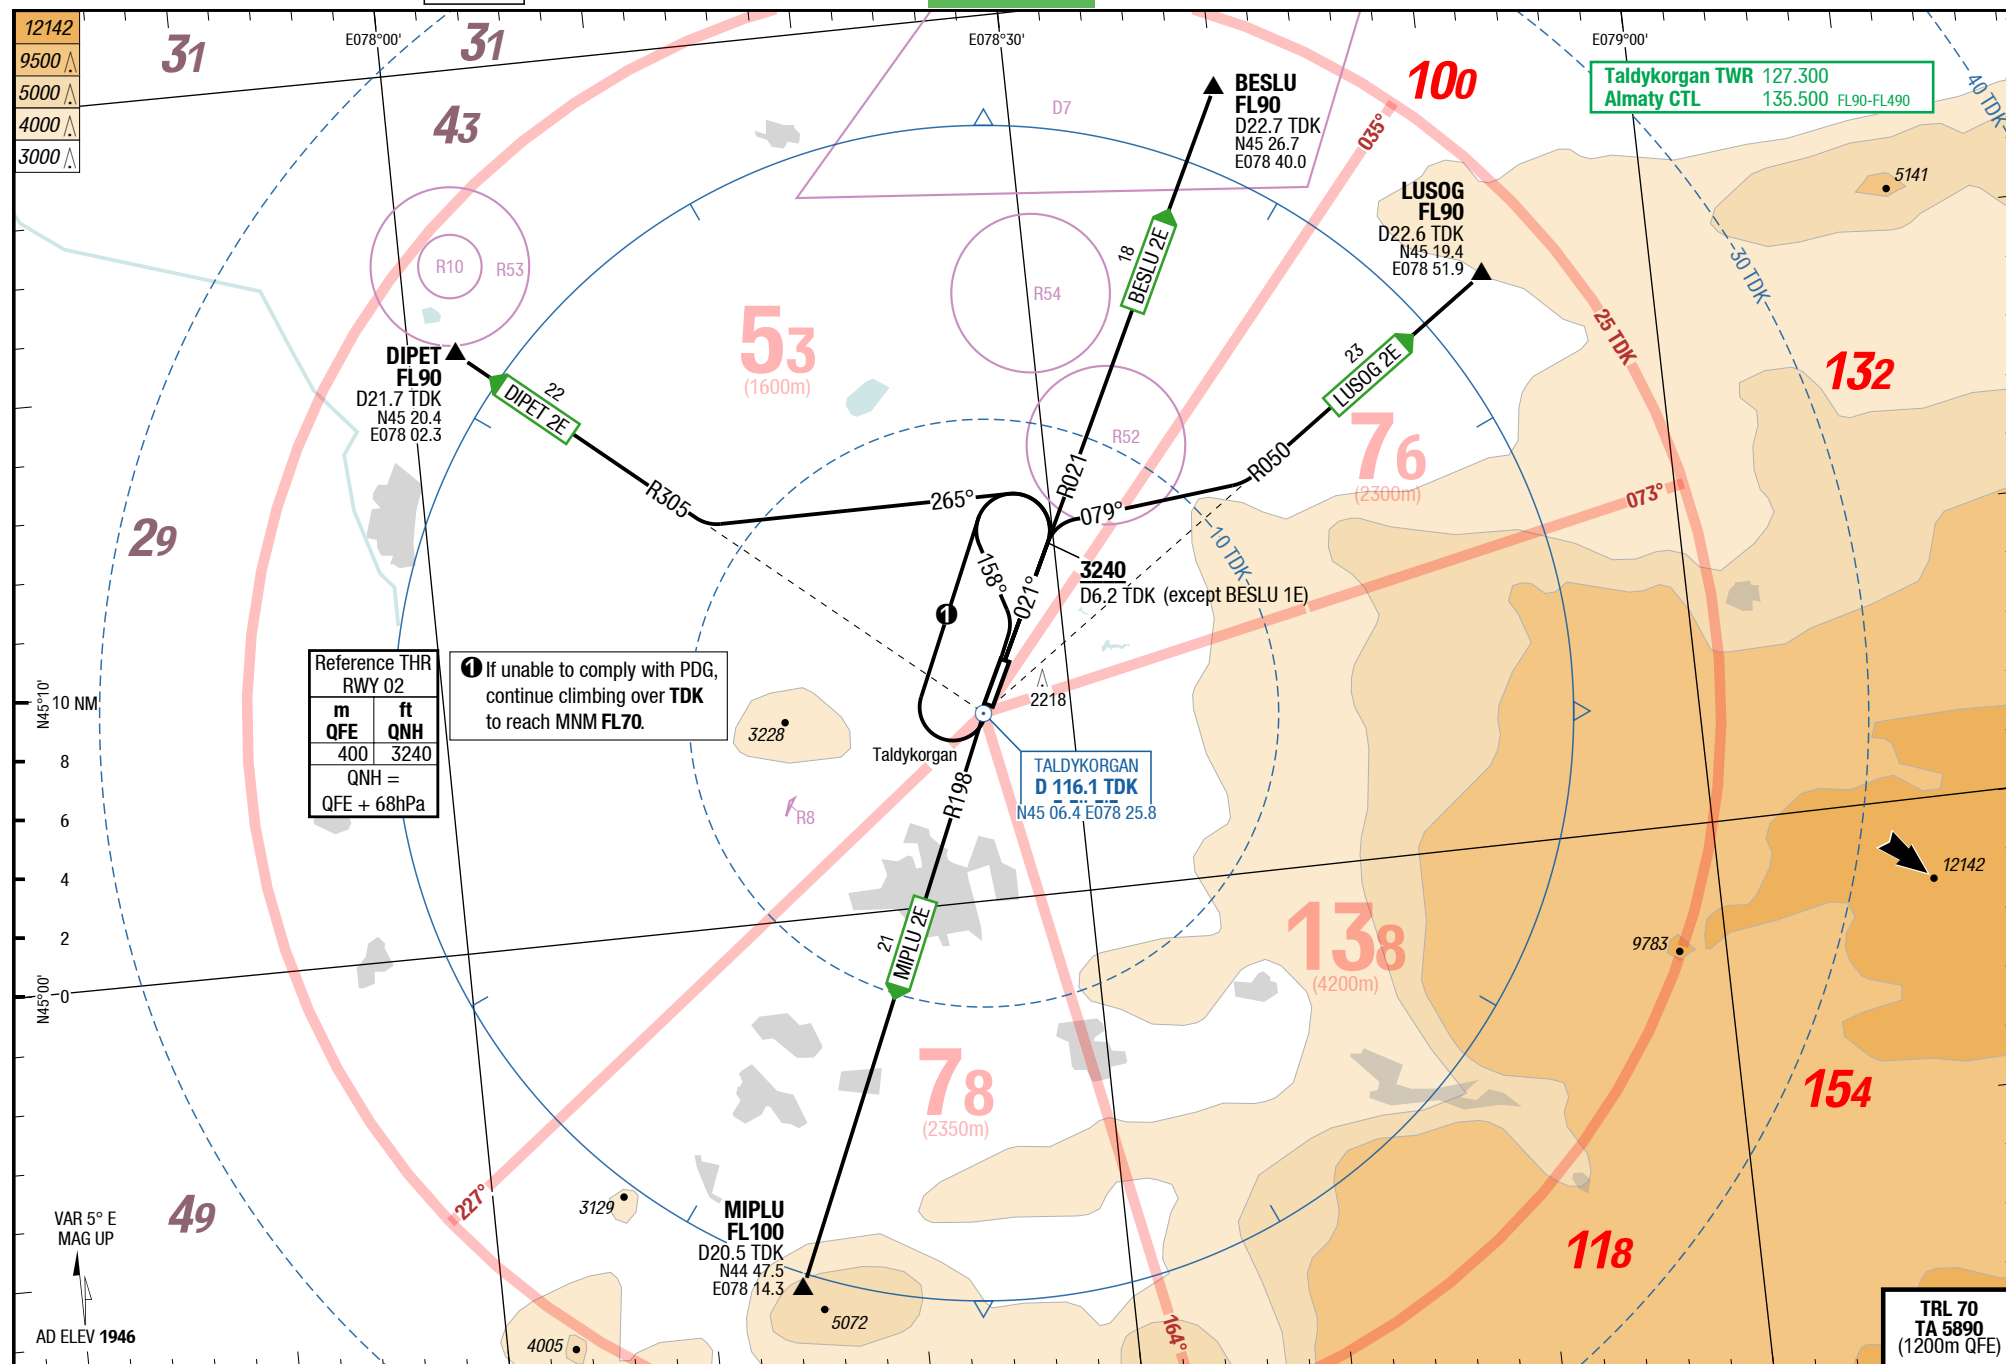 12142
9500
5000
4000
3000
31
31
E078°00'
E078°30'
E079°00'
43
D7
BESLU
FL90
D22.7 TDK
N45 26.7
E078 40.0
100
035°
Taldykorgan TWR 127.300
Almaty CTL 135.500 FL90-FL490
40 TDK
5141
LUSOG
FL90
D22.6 TDK
N45 19.4
E078 51.9
30 TDK
R10
R53
R54
18
BESLU 2E
53
(1600m)
25 TDK
DIPET
FL90
D21.7 TDK
N45 20.4
E078 02.3
22
DIPET 2E
23
LUSOG 2E
132
R52
76
(2300m)
R021
R050
R305
265°
079°
073°
29
10 TDK
158°
021°
3240
D6.2 TDK (except BESLU 1E)
1
Reference THR
RWY 02
m ft
QFE QNH
400 3240
QNH =
QFE + 68hPa
1 If unable to comply with PDG,
continue climbing over TDK
to reach MNM FL70.
N45°10'
10 NM
8
6
4
2
0
N45°00'
2218
3228
Taldykorgan
TALDYKORGAN
D 116.1 TDK
N45 06.4 E078 25.8
R8
R198
12142
21
MIPLU 2E
138
(4200m)
9783
78
(2350m)
154
227°
3129
49
MIPLU
FL100
D20.5 TDK
N44 47.5
E078 14.3
118
VAR 5° E
MAG UP
5072
4005
164°
AD ELEV 1946
TRL 70
TA 5890
(1200m QFE)